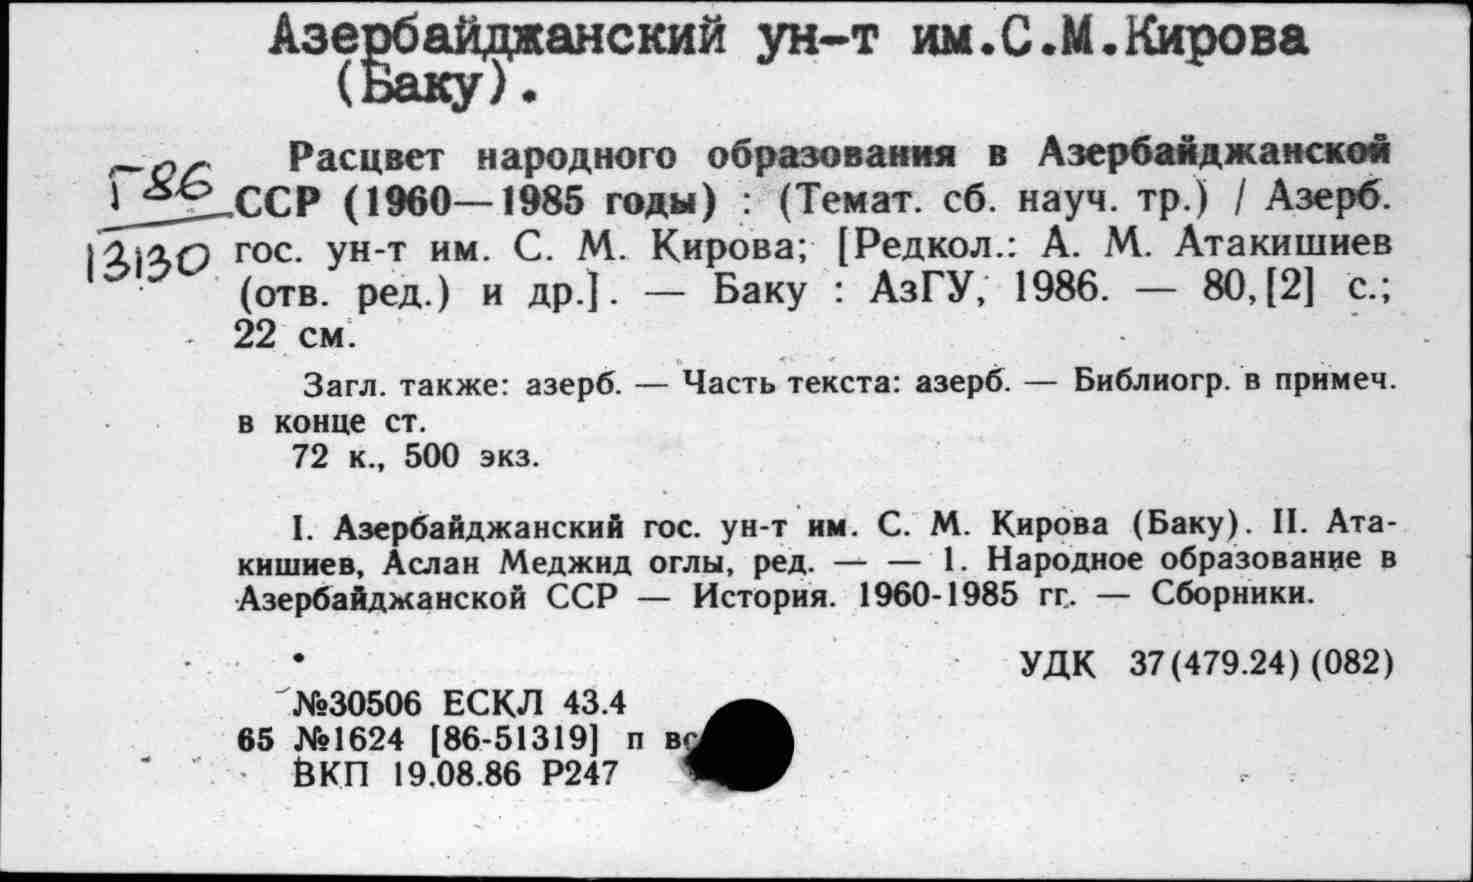 Азербайджанский ун-т им.С.М.Кирова
(Баку).
Расцвет народного образования в Азербайджанской
Г-86 ССР (1960—1985 годы) : (Темат. сб. науч. тр.) / Азерб.
13130 гос. ун-т им. С. М. Кирова; [Редкол.: А. М. Атакишиев
(отв. ред.) и др.]. — Баку : АзГУ, 1986. — 80,[2] с.;
22 см.
Загл. также: азерб. — Часть текста: азерб. — Библиогр. в примеч.
в конце ст.
72 к., 500 экз.
I. Азербайджанский гос. ун-т им. С. М. Кирова (Баку). II. Ата-
кишиев, Аслан Меджид оглы, ред. — — 1. Народное образование в
Азербайджанской ССР — История. 1960-1985 гг. — Сборники.
УДК 37(479.24)(082)
№30506 ЕСКЛ 43.4
65 №1624 [86-51319] п
ВКП 19.08.86 Р247